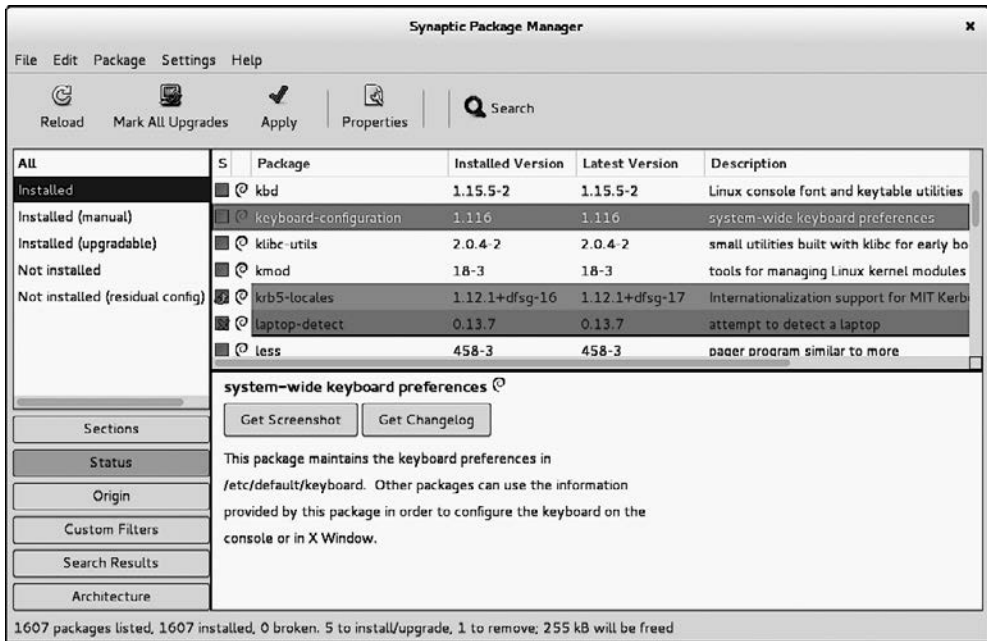 Synaptic Package Manager
File Edit Package Settings Help
Reload Mark All Upgrades Apply Properties Search
All
Installed
Installed (manual)
Installed (upgradable)
Not installed
Not installed (residual config)
S Package Installed Version Latest Version Description
kbd 1.15.5-2 1.15.5-2 Linux console font and keytable utilities
keyboard-configuration 1.116 1.116 system-wide keyboard preferences
klibc-utils 2.0.4-2 2.0.4-2 small utilities built with klibc for early bo
kmod 18-3 18-3 tools for managing Linux kernel modules
krb5-locales 1.12.1+dfsg-16 1.12.1+dfsg-17 Internationalization support for MIT Kerb
laptop-detect 0.13.7 0.13.7 attempt to detect a laptop
less 458-3 458-3 pager program similar to more
Sections
Status
Origin
Custom Filters
Search Results
Architecture
system-wide keyboard preferences
Get Screenshot Get Changelog
This package maintains the keyboard preferences in
/etc/default/keyboard. Other packages can use the information
provided by this package in order to configure the keyboard on the
console or in X Window.
1607 packages listed, 1607 installed, 0 broken. 5 to install/upgrade, 1 to remove; 255 kB will be freed